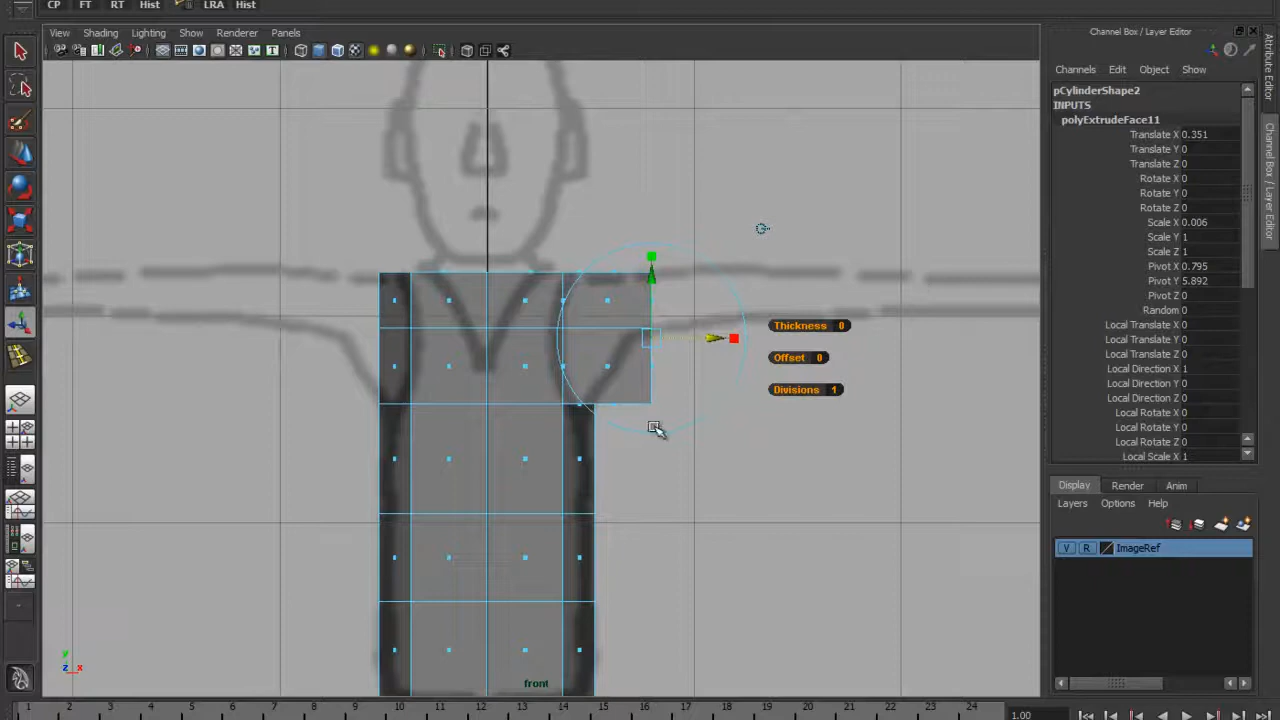 CP FT RT Hist LRA Hist
View Shading Lighting Show Renderer Panels
Channel Box / Layer Editor
Channels Edit Object Show
pCylinderShape2
INPUTS
polyExtrudeFace11
Translate X 0.351
Translate Y 0
Translate Z 0
Rotate X 0
Rotate Y 0
Rotate Z 0
Scale X 0.006
Scale Y 1
Scale Z 1
Pivot X 0.795
Pivot Y 5.892
Pivot Z 0
Random 0
Local Translate X 0
Local Translate Y 0
Local Translate Z 0
Local Direction X 1
Local Direction Y 0
Local Direction Z 0
Local Rotate X 0
Local Rotate Y 0
Local Rotate Z 0
Local Scale X 1
Attribute Editor
Channel Box / Layer Editor
Thickness 0
Offset 0
Divisions 1
Display Render Anim
Layers Options Help
V R ImageRef
y
z x
front
1 2 3 4 5 6 7 8 9 10 11 12 13 14 15 16 17 18 19 20 21 22 23 24
1.00